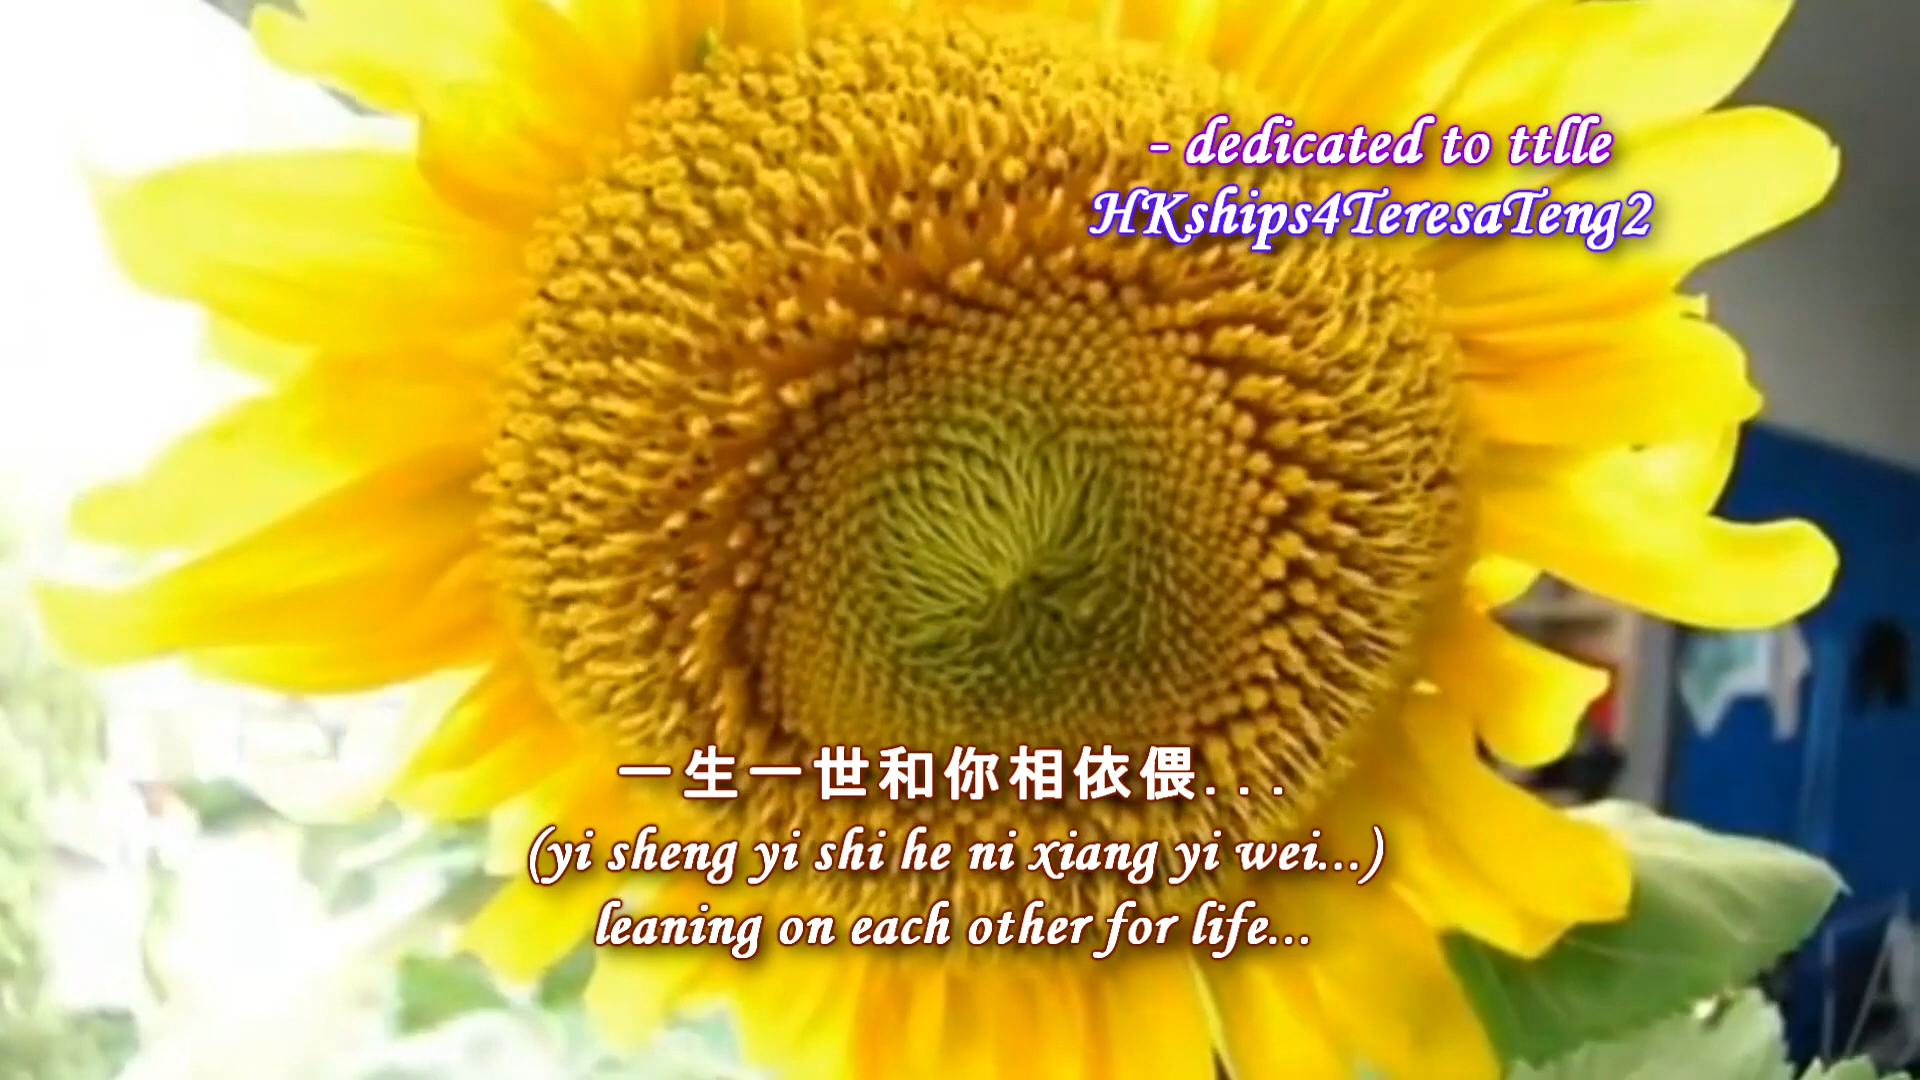 - dedicated to ttlle
HKships4TeresaTeng2
一生一世和你相依偎...
(yi sheng yi shi he ni xiang yi wei...)
leaning on each other for life...